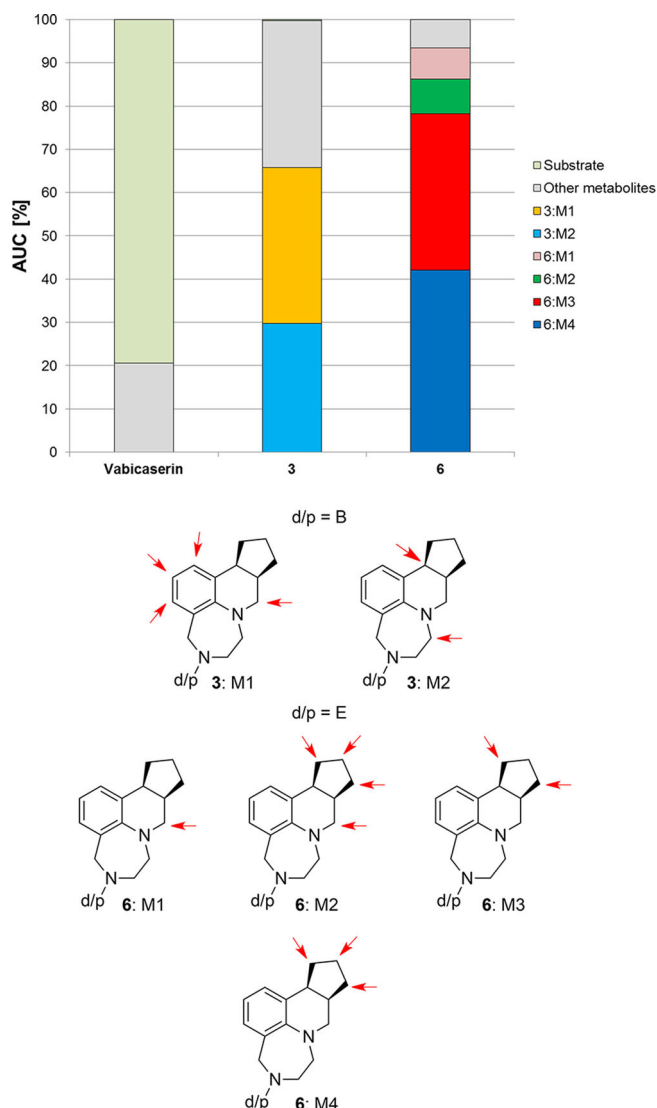 100
90
80
70
60
50
40
30
20
10
0
AUC [%]
Vabicaserin
3
6
Substrate
Other metabolites
3:M1
3:M2
6:M1
6:M2
6:M3
6:M4
d/p = B
N
N
d/p
3: M1
N
N
d/p
3: M2
d/p = E
N
N
d/p
6: M1
N
N
d/p
6: M2
N
N
d/p
6: M3
N
N
d/p
6: M4